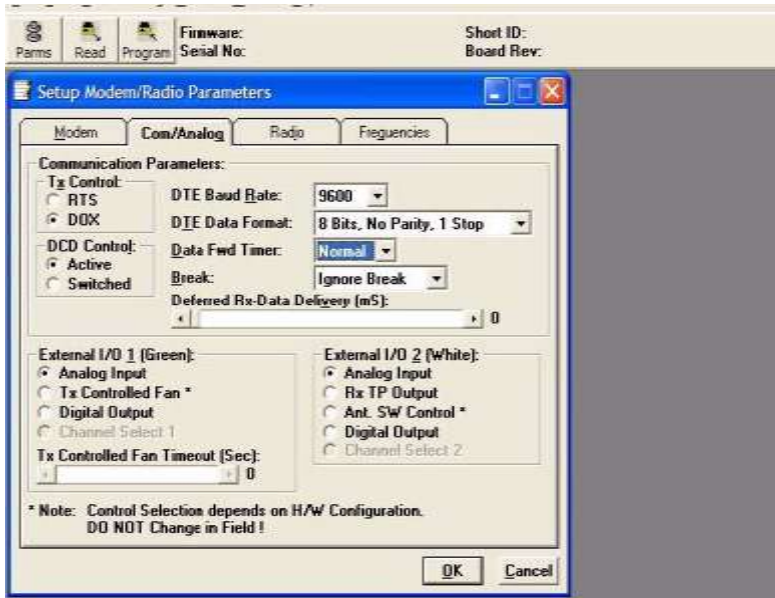 Parms Read Program
Firmware:
Serial No:
Short ID:
Board Rev:
Setup Modem/Radio Parameters
Modem Com/Analog Radio Frequencies
Communication Parameters:
Tx Control:
RTS
DOX
DCD Control:
Active
Switched
DTE Baud Rate: 9600
DTE Data Format: 8 Bits, No Parity, 1 Stop
Data Fwd Timer: Normal
Break: Ignore Break
Deferred Rx-Data Delivery (mS):
0
External I/O 1 (Green):
Analog Input
Tx Controlled Fan *
Digital Output
Channel Select 1
Tx Controlled Fan Timeout (Sec):
0
External I/O 2 (White):
Analog Input
Rx TP Output
Ant. SW Control *
Digital Output
Channel Select 2
* Note: Control Selection depends on H/W Configuration.
DO NOT Change in Field !
OK Cancel